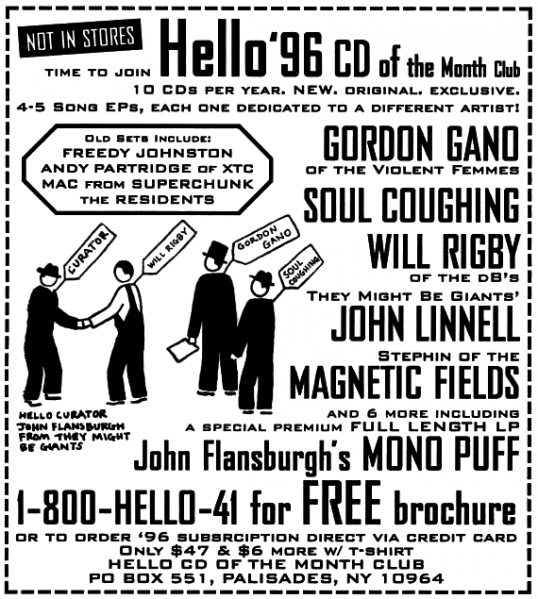 NOT IN STORES
TIME TO JOIN Hello '96 CD of the Month Club
10 CDs PER YEAR. NEW. ORIGINAL. EXCLUSIVE.
4-5 SONG EPs, EACH ONE DEDICATED TO A DIFFERENT ARTIST!
OLD SETS INCLUDE:
FREEDY JOHNSTON
ANDY PARTRIDGE OF XTC
MAC FROM SUPERCHUNK
THE RESIDENTS
GORDON GANO
OF THE VIOLENT FEMMES
SOUL COUGHING
WILL RIGBY
OF THE DB'S
THEY MIGHT BE GIANTS'
JOHN LINNELL
STEPHIN OF THE
MAGNETIC FIELDS
AND 6 MORE INCLUDING
A SPECIAL PREMIUM FULL LENGTH LP
John Flansburgh's MONO PUFF
CURATOR
WILL RIGBY
GORDON GANO
SOUL COUGHING
HELLO CURATOR
JOHN FLANSBURGH
FROM THEY MIGHT
BE GIANTS
1-800-HELLO-41 for FREE brochure
OR TO ORDER '96 SUBSRCIPTION DIRECT VIA CREDIT CARD
ONLY $47 & $6 MORE W/ T-SHIRT
HELLO CD OF THE MONTH CLUB
PO BOX 551, PALISADES, NY 10964